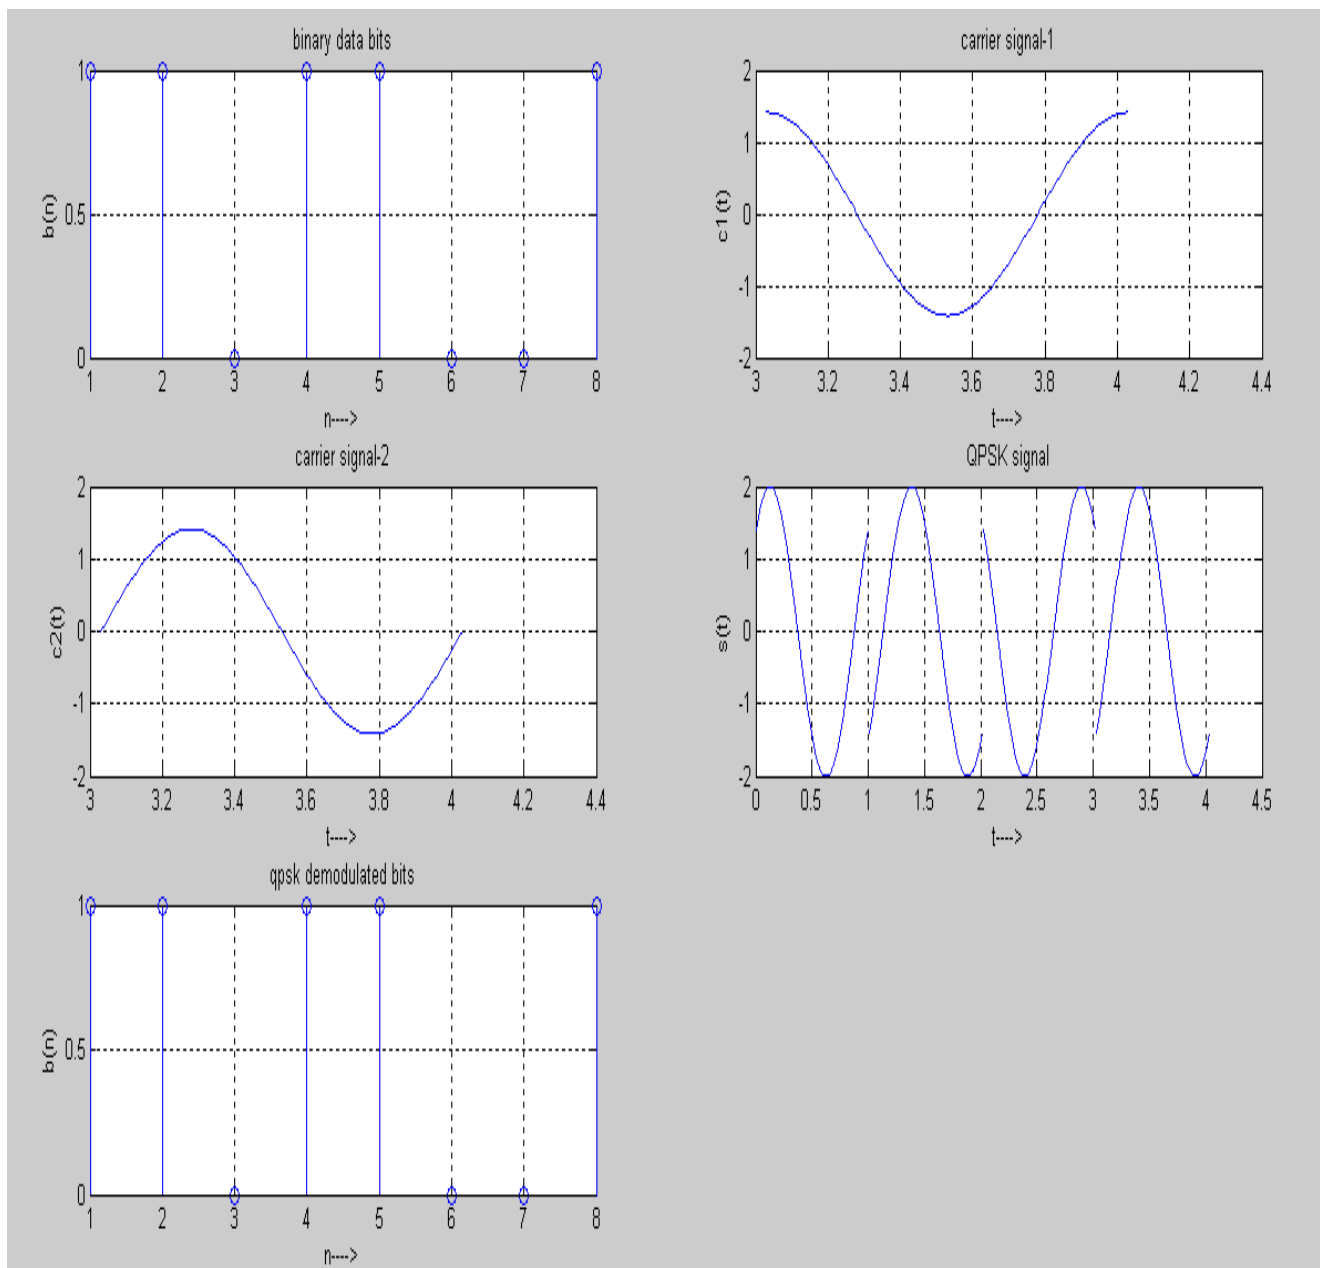 binary data bits
1
0.5
0
b(n)
1 2 3 4 5 6 7 8
n---->
carrier signal-1
2
1
0
-1
-2
c1(t)
3 3.2 3.4 3.6 3.8 4 4.2 4.4
t---->
carrier signal-2
2
1
0
-1
-2
c2(t)
3 3.2 3.4 3.6 3.8 4 4.2 4.4
t---->
QPSK signal
2
1
0
-1
-2
s(t)
0 0.5 1 1.5 2 2.5 3 3.5 4 4.5
t---->
qpsk demodulated bits
1
0.5
0
b(n)
1 2 3 4 5 6 7 8
n---->